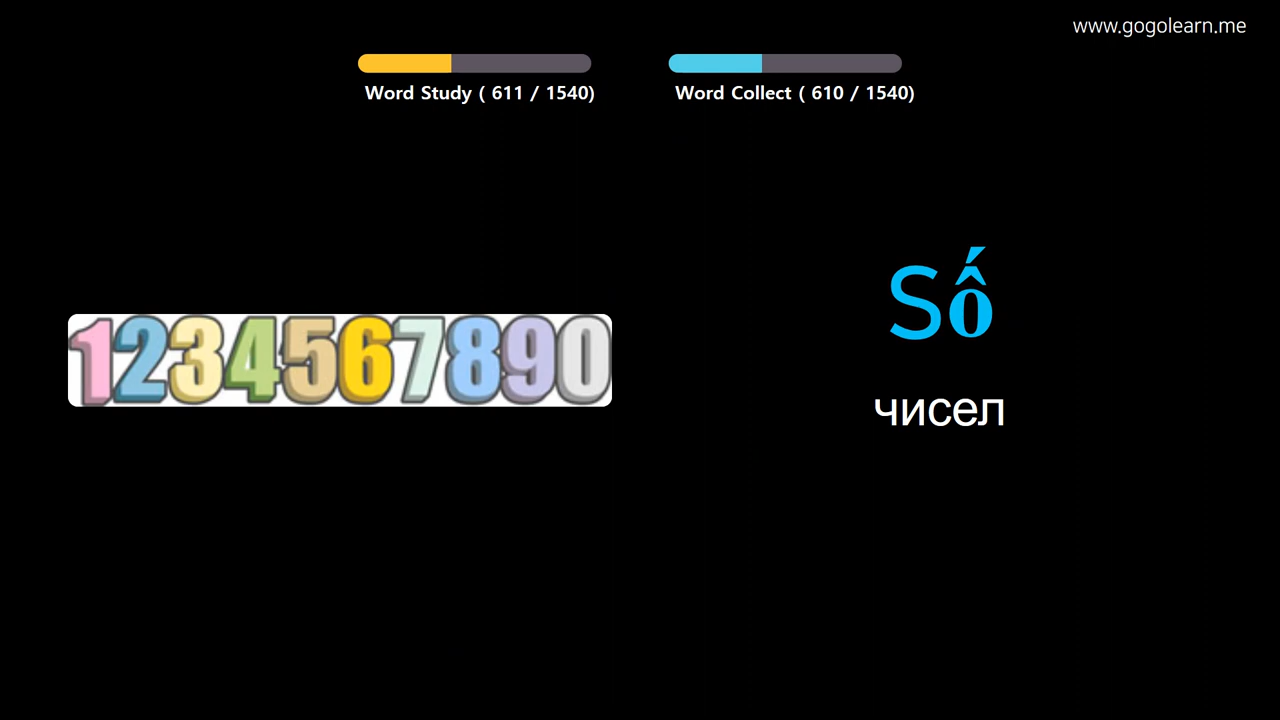 www.gogolearn.me
Word Study ( 611 / 1540)
Word Collect ( 610 / 1540)
1234567890
Số
чисел